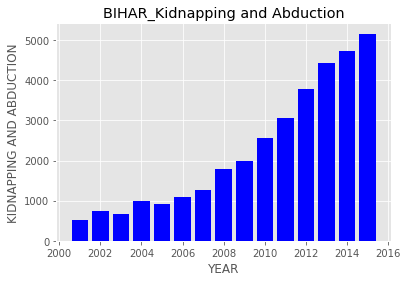 BIHAR_Kidnapping and Abduction
KIDNAPPING AND ABDUCTION
5000
4000
3000
2000
1000
0
2000 2002 2004 2006 2008 2010 2012 2014 2016
YEAR